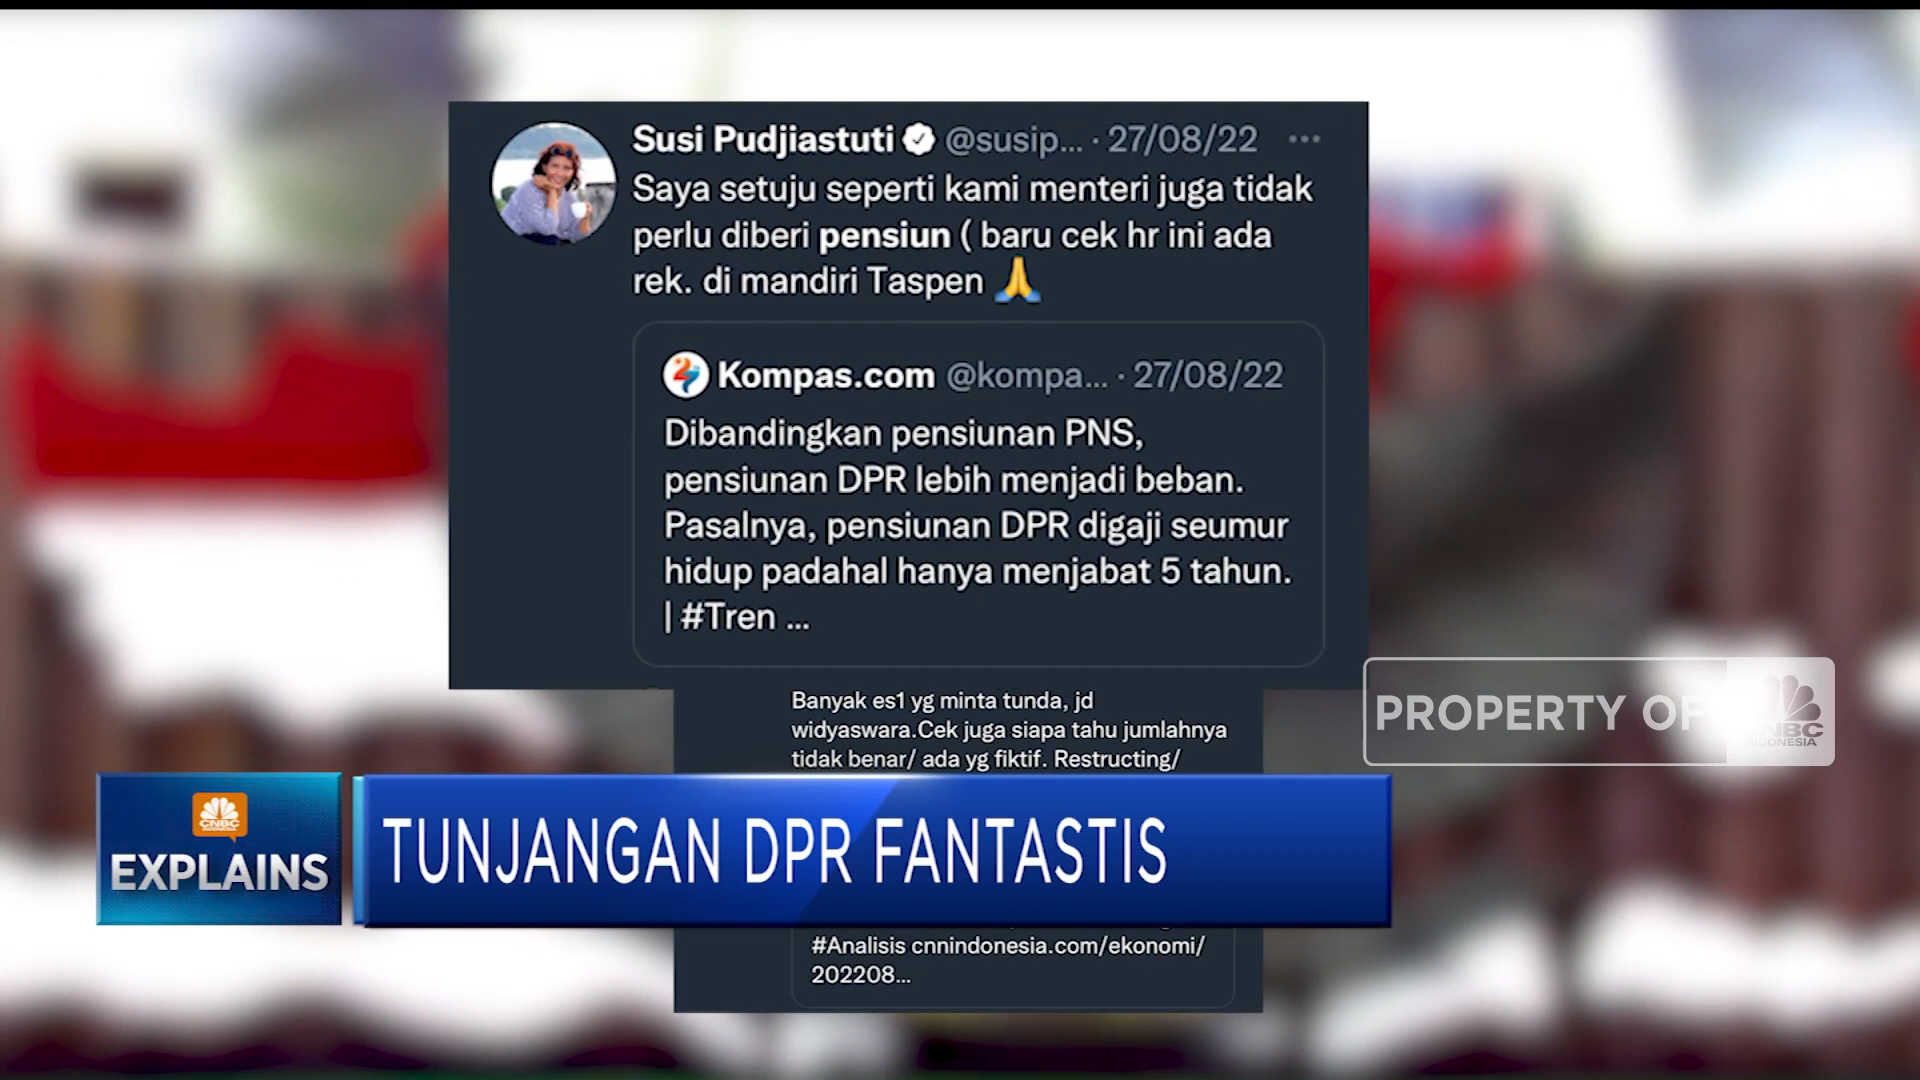 Susi Pudjiastuti @susip... · 27/08/22 ...
Saya setuju seperti kami menteri juga tidak
perlu diberi pensiun ( baru cek hr ini ada
rek. di mandiri Taspen 🙏
Kompas.com @kompa... · 27/08/22
Dibandingkan pensiunan PNS,
pensiunan DPR lebih menjadi beban.
Pasalnya, pensiunan DPR digaji seumur
hidup padahal hanya menjabat 5 tahun.
| #Tren ...
Banyak es1 yg minta tunda, jd
widyaswara.Cek juga siapa tahu jumlahnya
tidak benar/ ada yg fiktif. Restructing/
PROPERTY OF
CNBC
INDONESIA
CNBC
INDONESIA
EXPLAINS
TUNJANGAN DPR FANTASTIS
#Analisis cnnindonesia.com/ekonomi/
202208...